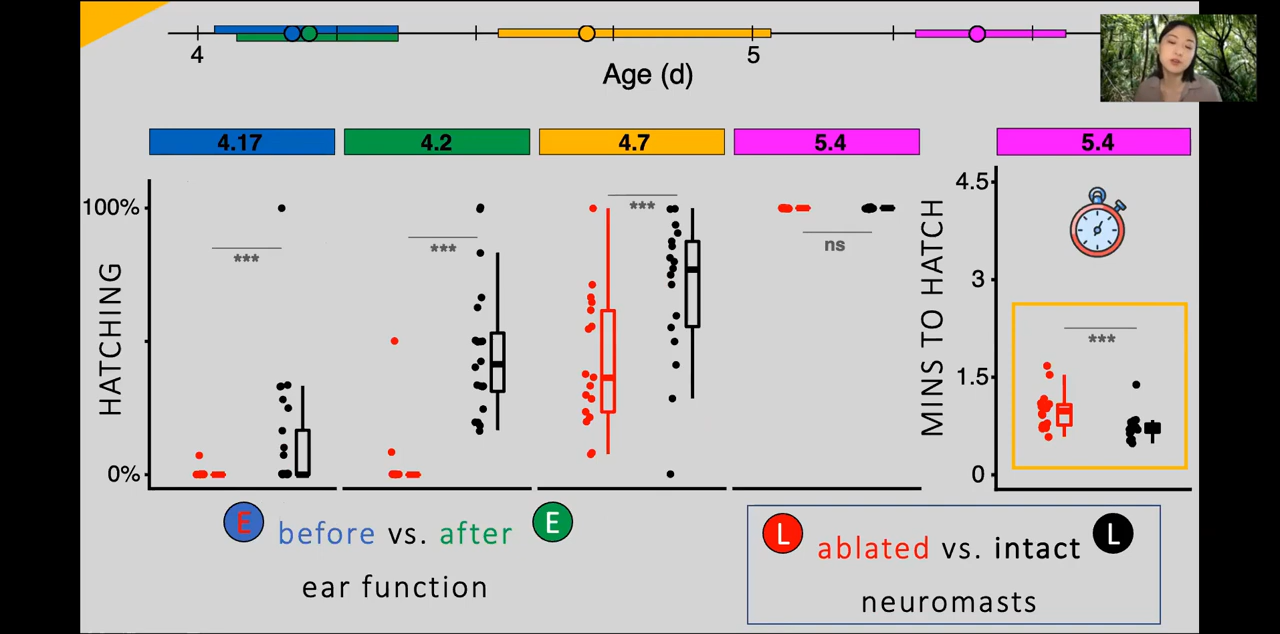 4
5
Age (d)
4.17
4.2
4.7
5.4
5.4
HATCHING
100%
0%
***
***
***
ns
MINS TO HATCH
4.5
3
1.5
0
***
E before vs. after E
ear function
L ablated vs. intact L
neuromasts